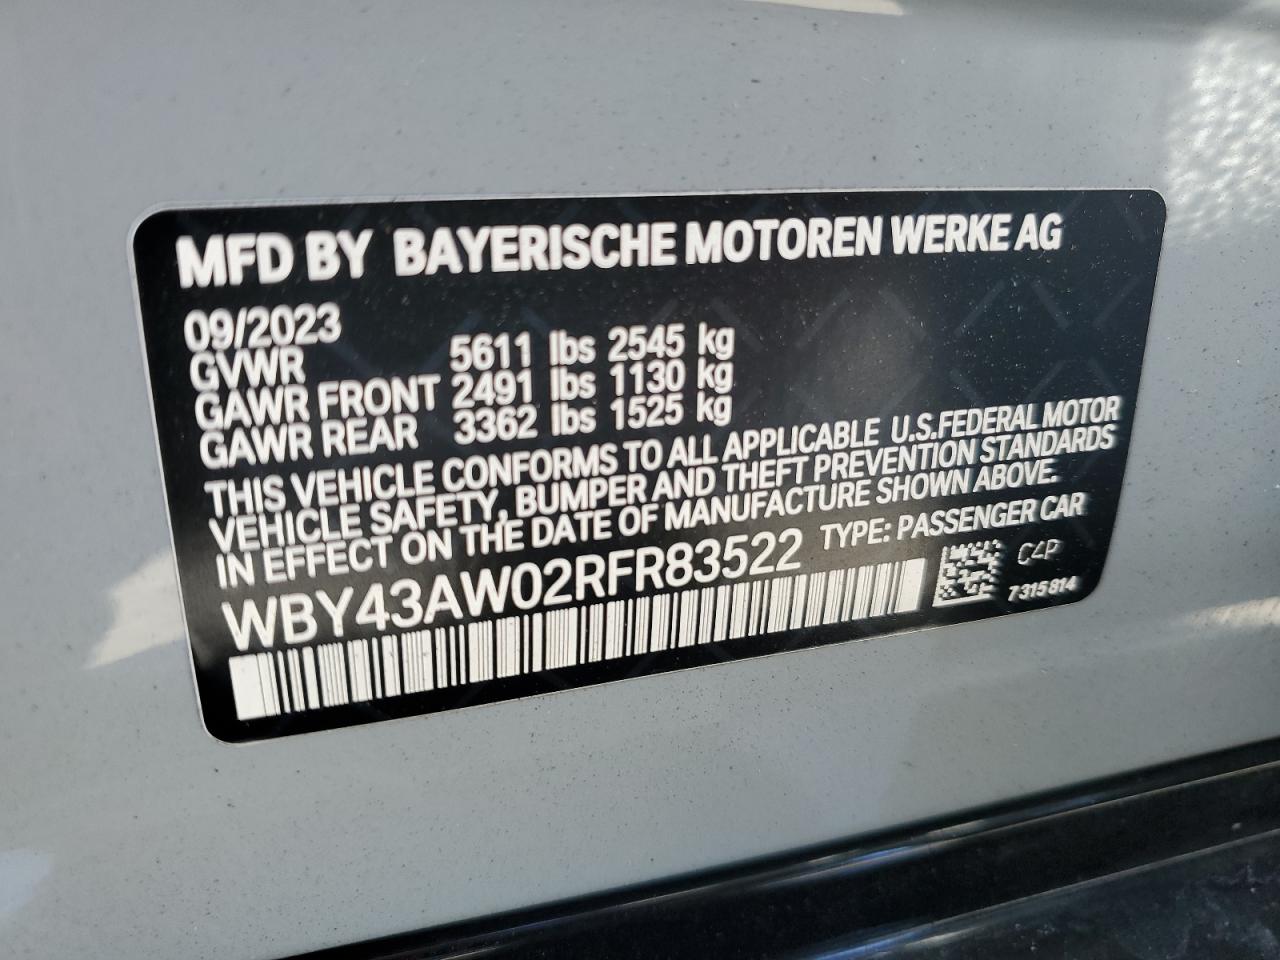 MFD BY BAYERISCHE MOTOREN WERKE AG
09/2023
GVWR 5611 lbs 2545 kg
GAWR FRONT 2491 lbs 1130 kg
GAWR REAR 3362 lbs 1525 kg
THIS VEHICLE CONFORMS TO ALL APPLICABLE U.S.FEDERAL MOTOR
VEHICLE SAFETY, BUMPER AND THEFT PREVENTION STANDARDS
IN EFFECT ON THE DATE OF MANUFACTURE SHOWN ABOVE.
WBY43AW02RFR83522 TYPE: PASSENGER CAR
C4P
7315814